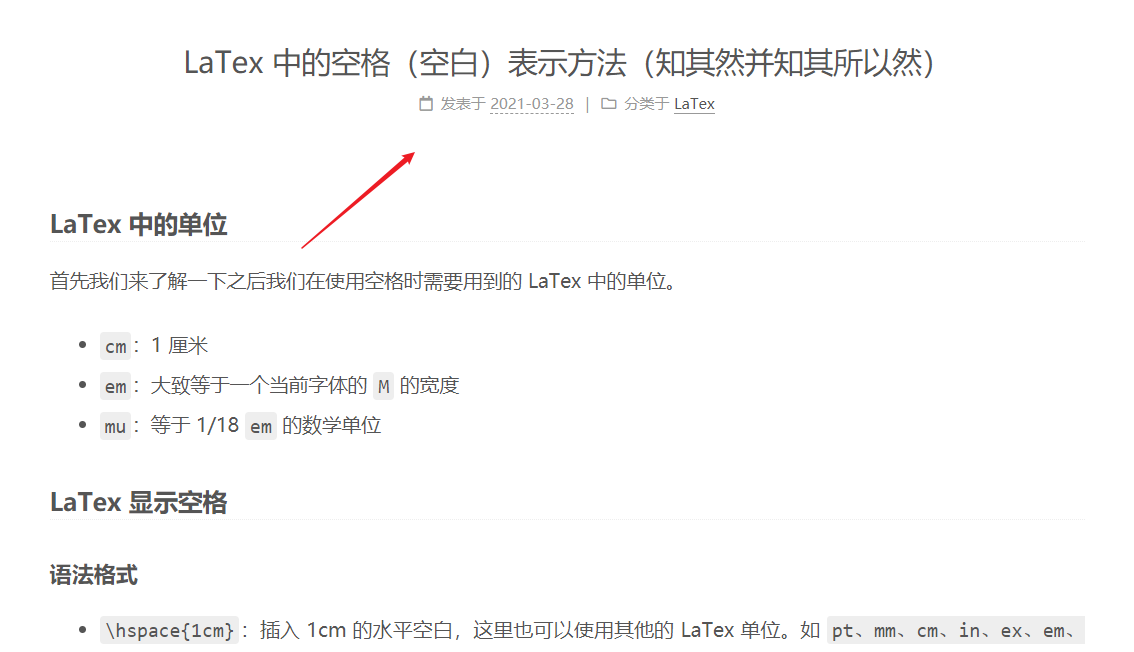 LaTex 中的空格（空白）表示方法（知其然并知其所以然）
发表于 2021-03-28 | 分类于 LaTex
LaTex 中的单位
首先我们来了解一下之后我们在使用空格时需要用到的 LaTex 中的单位。
• cm：1 厘米
• em：大致等于一个当前字体的 M 的宽度
• mu：等于 1/18 em 的数学单位
LaTex 显示空格
语法格式
• \hspace{1cm}：插入 1cm 的水平空白，这里也可以使用其他的 LaTex 单位。如 pt、mm、cm、in、ex、em、